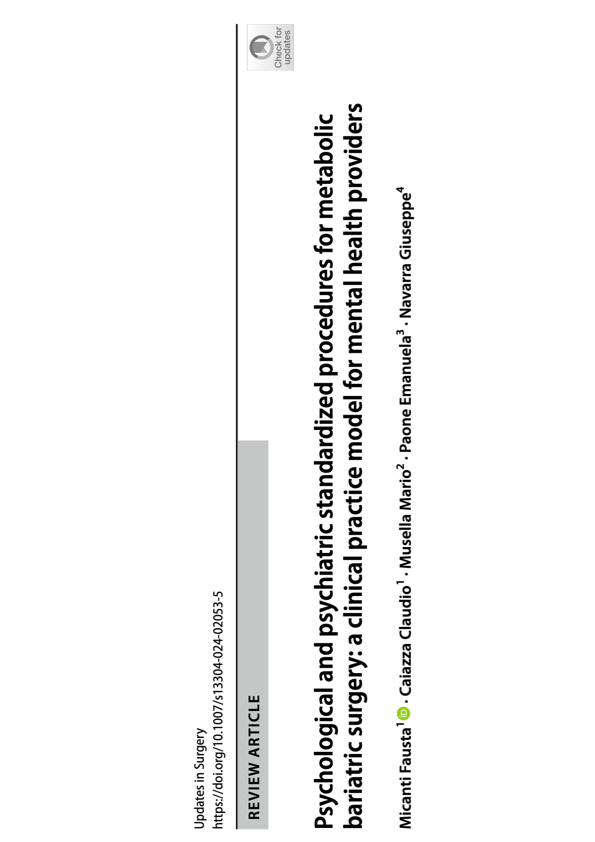 Updates in Surgery
https://doi.org/10.1007/s13304-024-02053-5
REVIEW ARTICLE
Check for
updates
Psychological and psychiatric standardized procedures for metabolic
bariatric surgery: a clinical practice model for mental health providers
Micanti Fausta1 iD · Caiazza Claudio1 · Musella Mario2 · Paone Emanuela3 · Navarra Giuseppe4